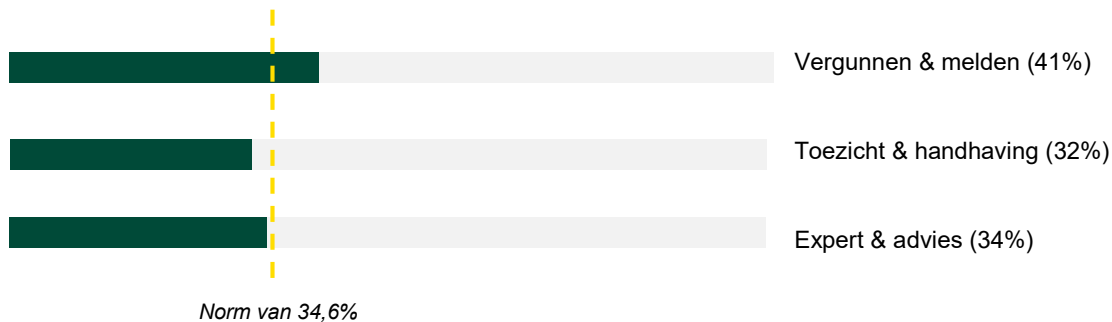 Vergunnen & melden (41%)
Toezicht & handhaving (32%)
Expert & advies (34%)
Norm van 34,6%